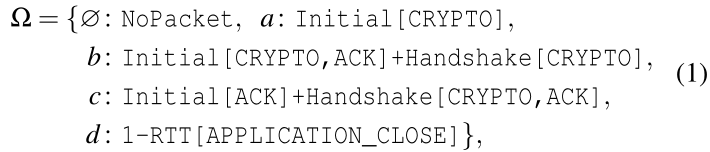 Ω = {∅: NoPacket, a: Initial[CRYPTO],
b: Initial[CRYPTO,ACK]+Handshake[CRYPTO],
c: Initial[ACK]+Handshake[CRYPTO,ACK],
d: 1-RTT[APPLICATION_CLOSE]},
(1)